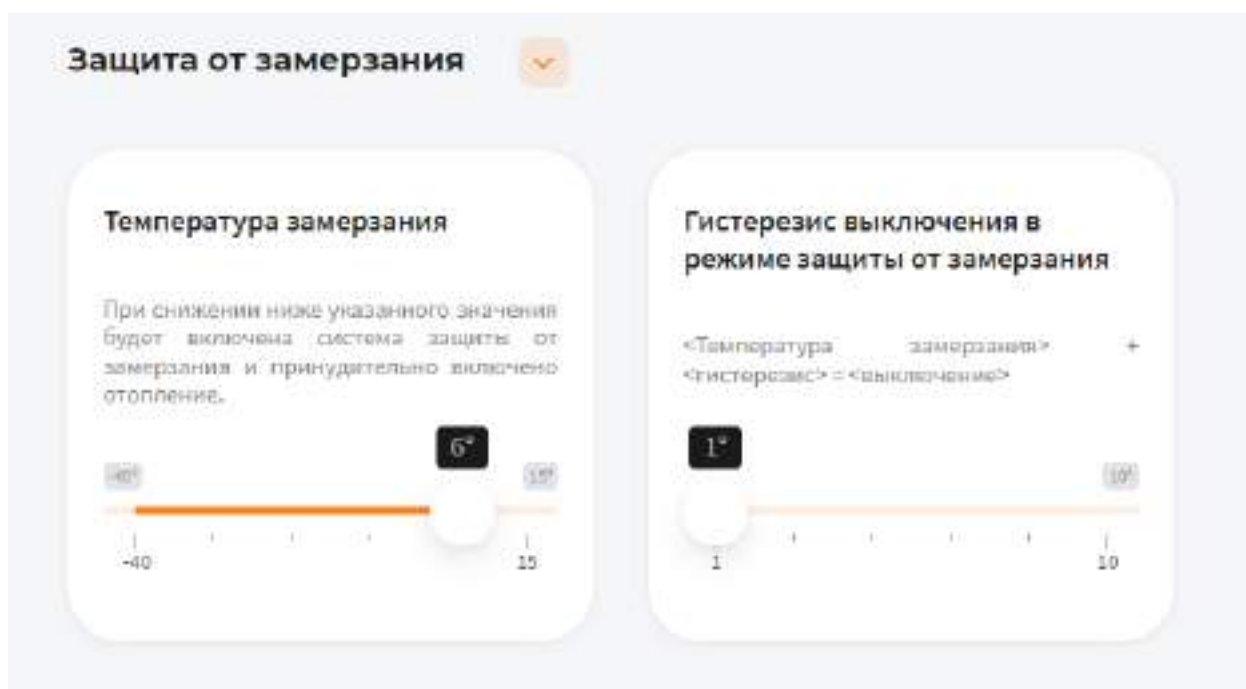 Защита от замерзания
Температура замерзания
При снижении ниже указанного значения
будет включена система защиты от
замерзания и принудительно включено
отопление.
6°
-40°
15°
-40
15
Гистерезис выключения в
режиме защиты от замерзания
<Температура замерзания> +
<гистерезис> = <выключение>
1°
10°
1
10